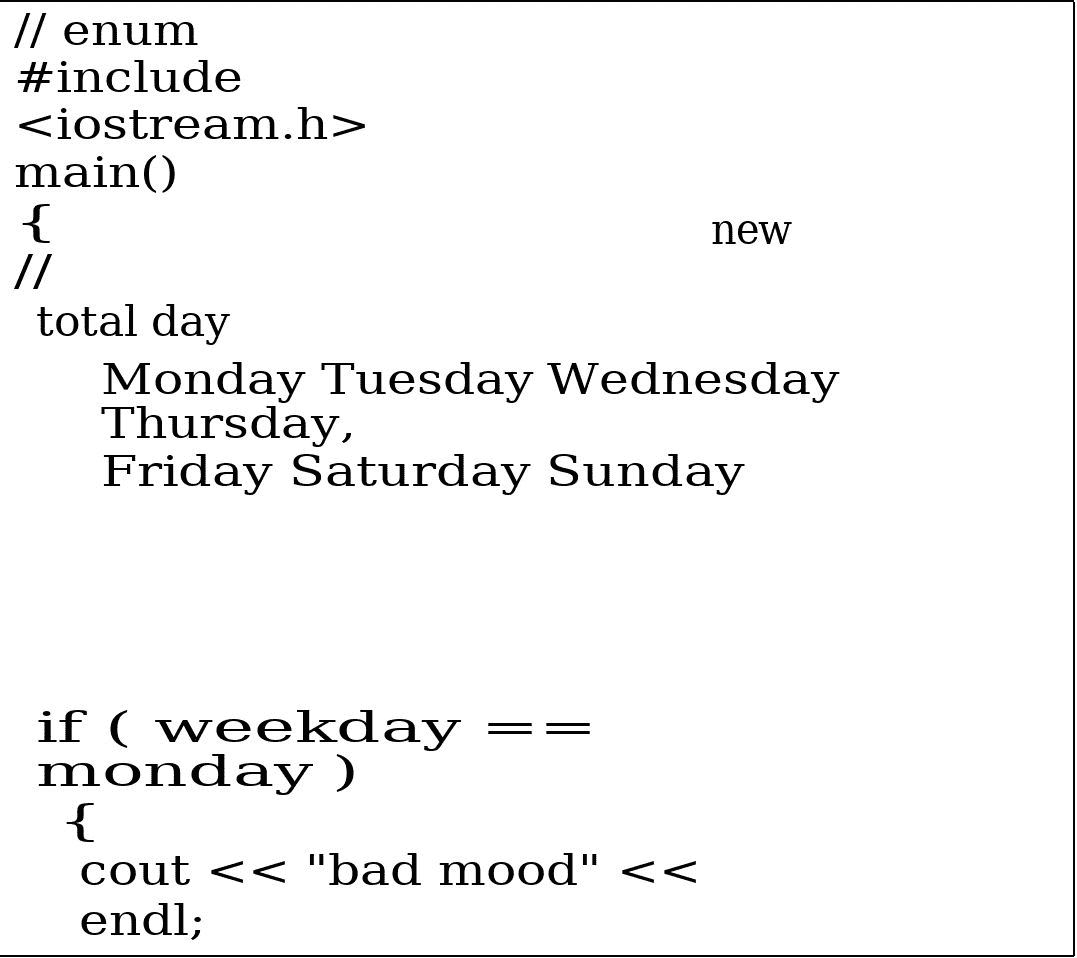 // enum
#include
<iostream.h>
main()
{
new
//
total day
Monday Tuesday Wednesday
Thursday,
Friday Saturday Sunday
if ( weekday ==
monday )
{
cout << "bad mood" <<
endl;